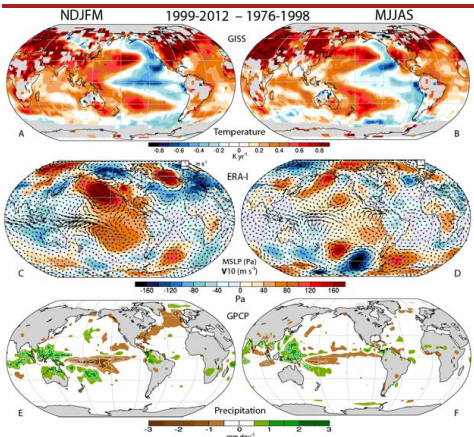 NDJFM 1999-2012 – 1976-1998 MJJAS
GISS
A Temperature B
-0.8 -0.6 -0.4 -0.2 0 0.2 0.4 0.6 0.8
K yr⁻¹
m s⁻¹
ERA-I
MSLP (Pa)
C V10 (m s⁻¹) D
-160 -120 -80 -40 0 40 80 120 160
Pa
GPCP
E Precipitation F
-3 -2 -1 0 1 2 3
mm day⁻¹